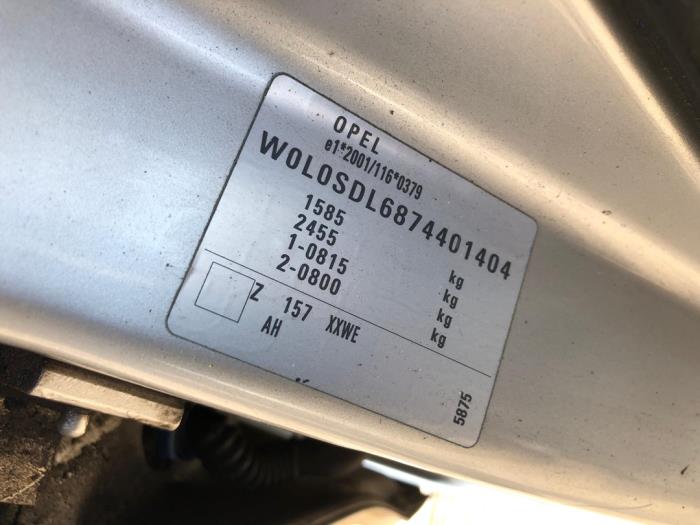 OPEL
e1*2001/116*0379
W0L0SDL6874401404
1585 kg
2455 kg
1-0815 kg
2-0800 kg
Z 157 XXWE
AH
5875